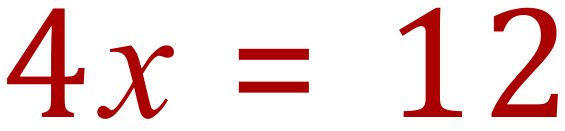 4x = 12